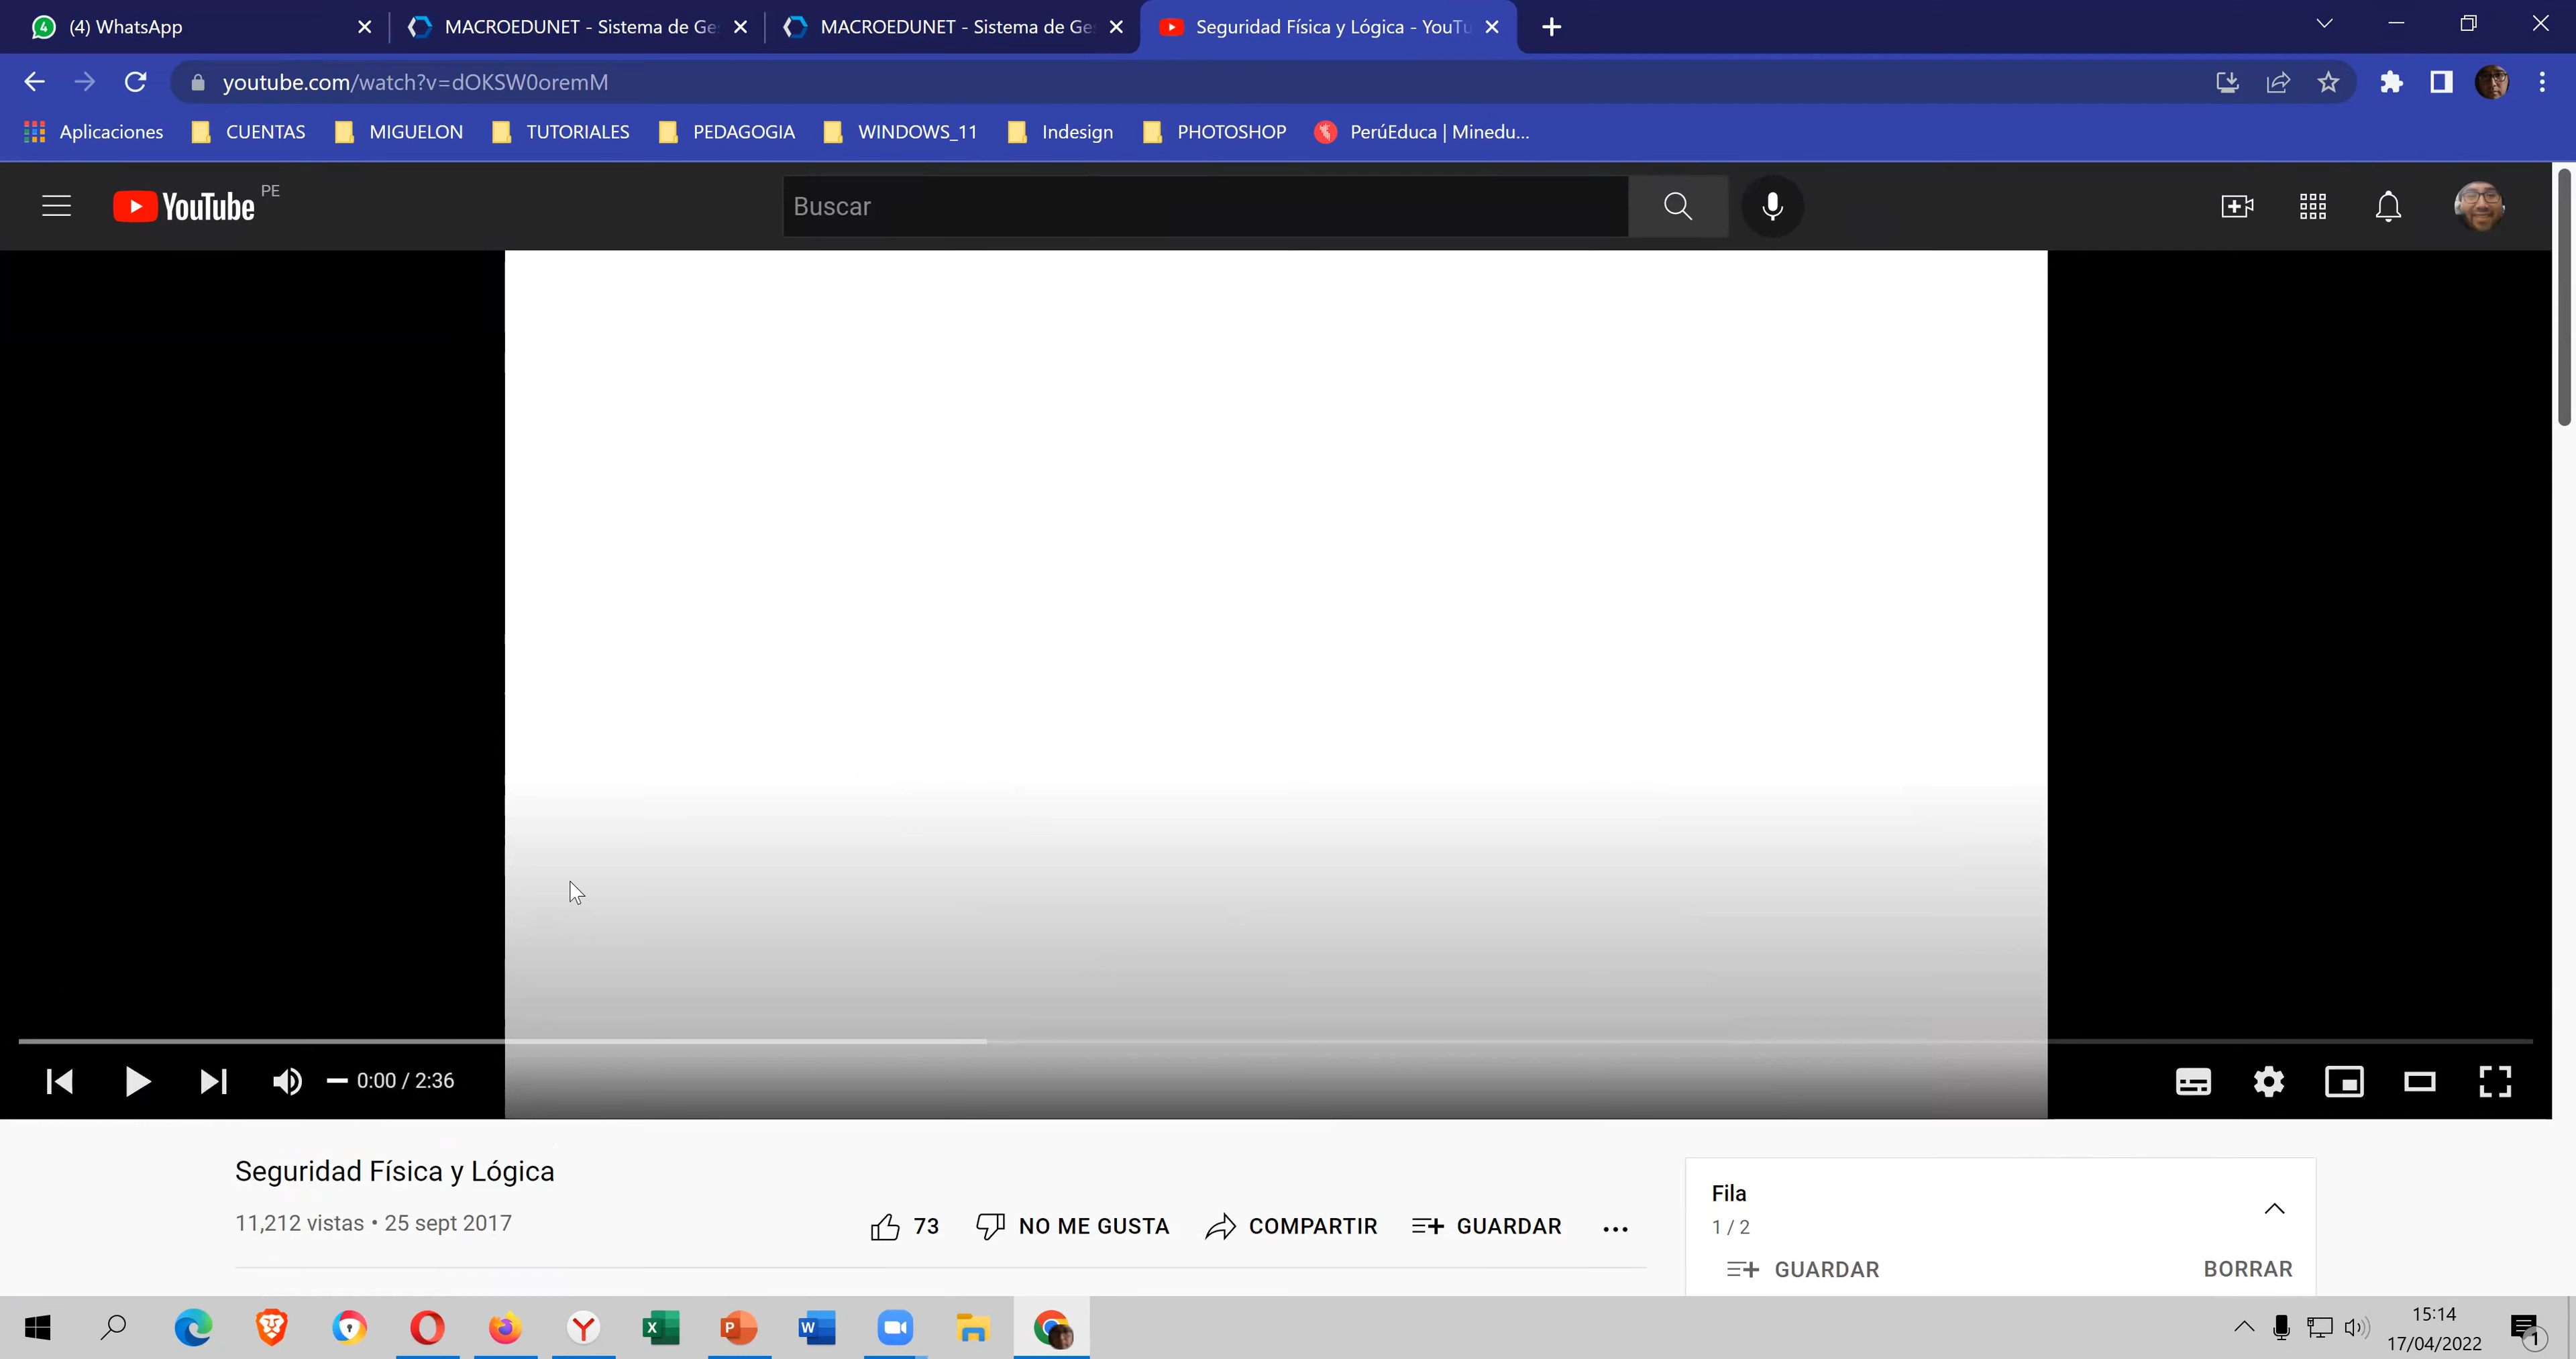 (4) WhatsApp
MACROEDUNET - Sistema de Ges
MACROEDUNET - Sistema de Ges
Seguridad Física y Lógica - YouTu
youtube.com/watch?v=dOKSW0oremM
Aplicaciones
CUENTAS
MIGUELON
TUTORIALES
PEDAGOGIA
WINDOWS_11
Indesign
PHOTOSHOP
PerúEduca | Minedu...
YouTube PE
Buscar
0:00 / 2:36
Seguridad Física y Lógica
11,212 vistas • 25 sept 2017
73
NO ME GUSTA
COMPARTIR
GUARDAR
Fila
1 / 2
GUARDAR
BORRAR
15:14
17/04/2022
1